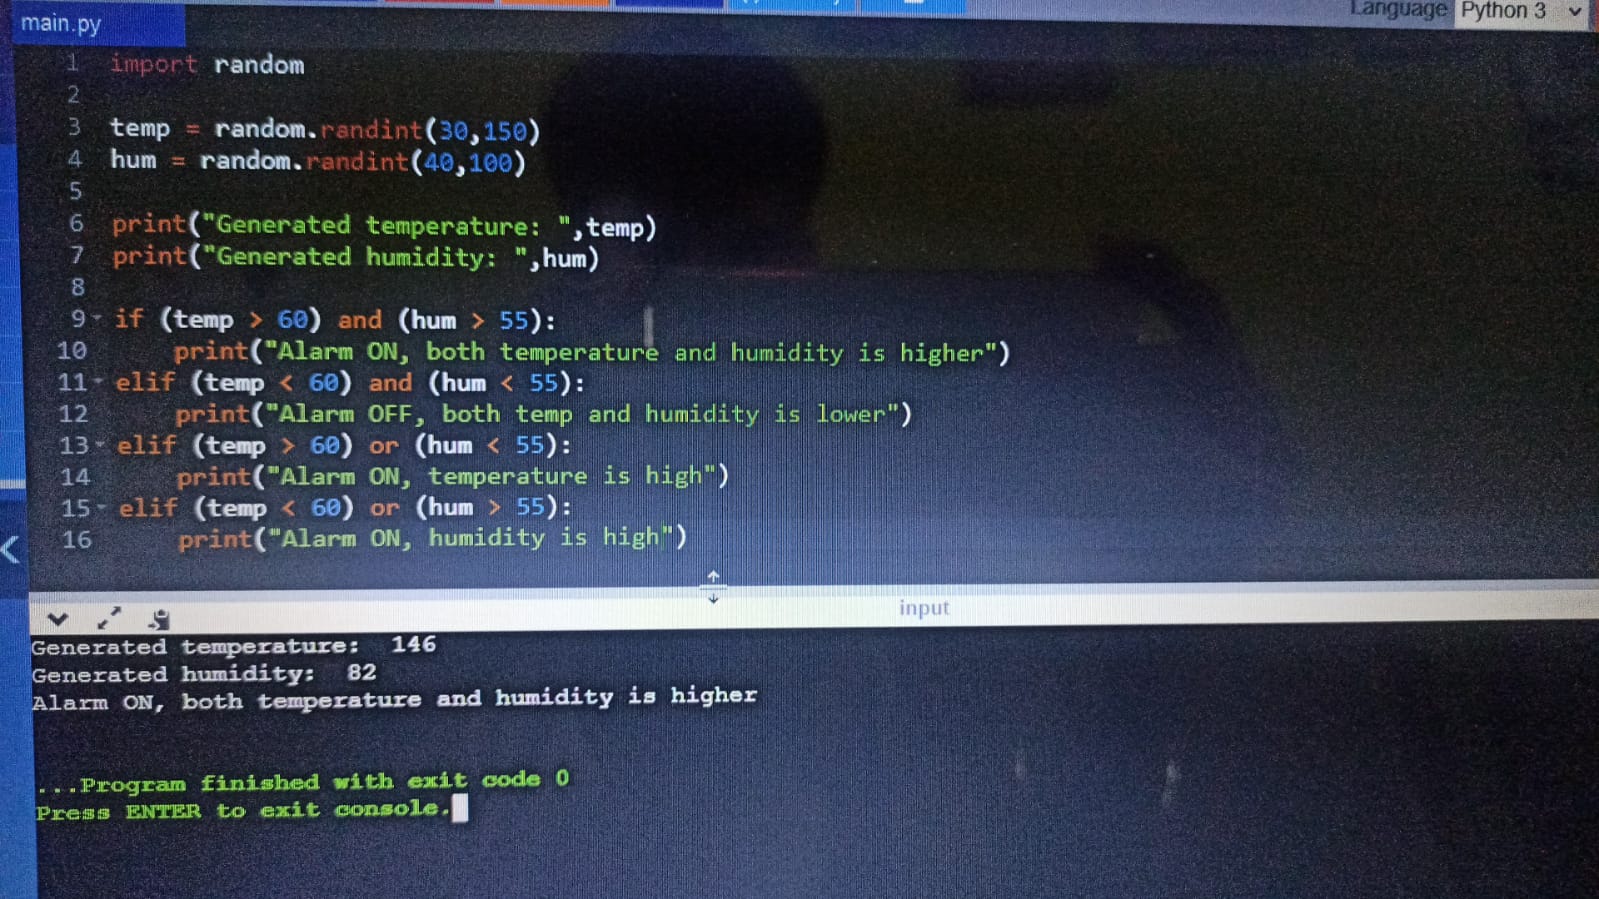 Language Python 3
main.py
1 import random
2
3 temp = random.randint(30,150)
4 hum = random.randint(40,100)
5
6 print("Generated temperature: ",temp)
7 print("Generated humidity: ",hum)
8
9 if (temp > 60) and (hum > 55):
10 print("Alarm ON, both temperature and humidity is higher")
11 elif (temp < 60) and (hum < 55):
12 print("Alarm OFF, both temp and humidity is lower")
13 elif (temp > 60) or (hum < 55):
14 print("Alarm ON, temperature is high")
15 elif (temp < 60) or (hum > 55):
16 print("Alarm ON, humidity is high")
input
Generated temperature:  146
Generated humidity:  82
Alarm ON, both temperature and humidity is higher
...Program finished with exit code 0
Press ENTER to exit console.